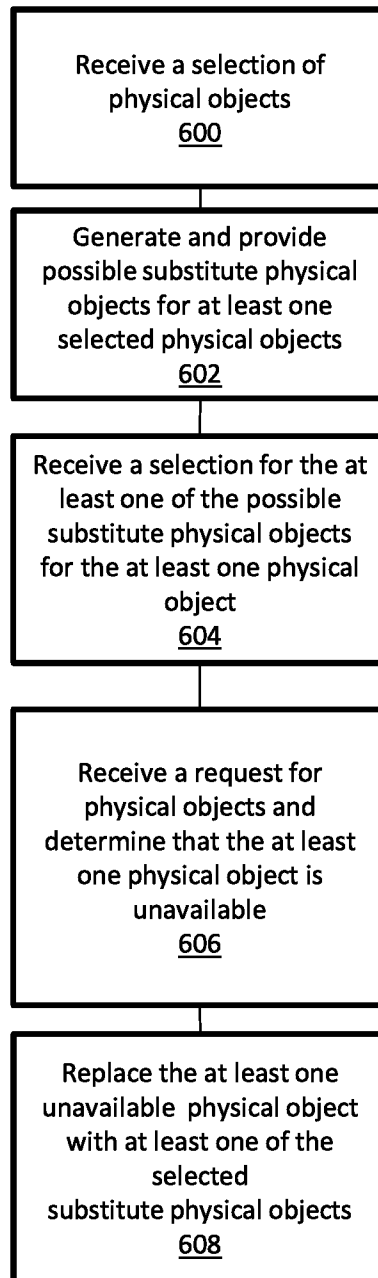 Receive a selection of
physical objects
600
Generate and provide
possible substitute physical
objects for at least one
selected physical objects
602
Receive a selection for the at
least one of the possible
substitute physical objects
for the at least one physical
object
604
Receive a request for
physical objects and
determine that the at least
one physical object is
unavailable
606
Replace the at least one
unavailable physical object
with at least one of the
selected
substitute physical objects
608